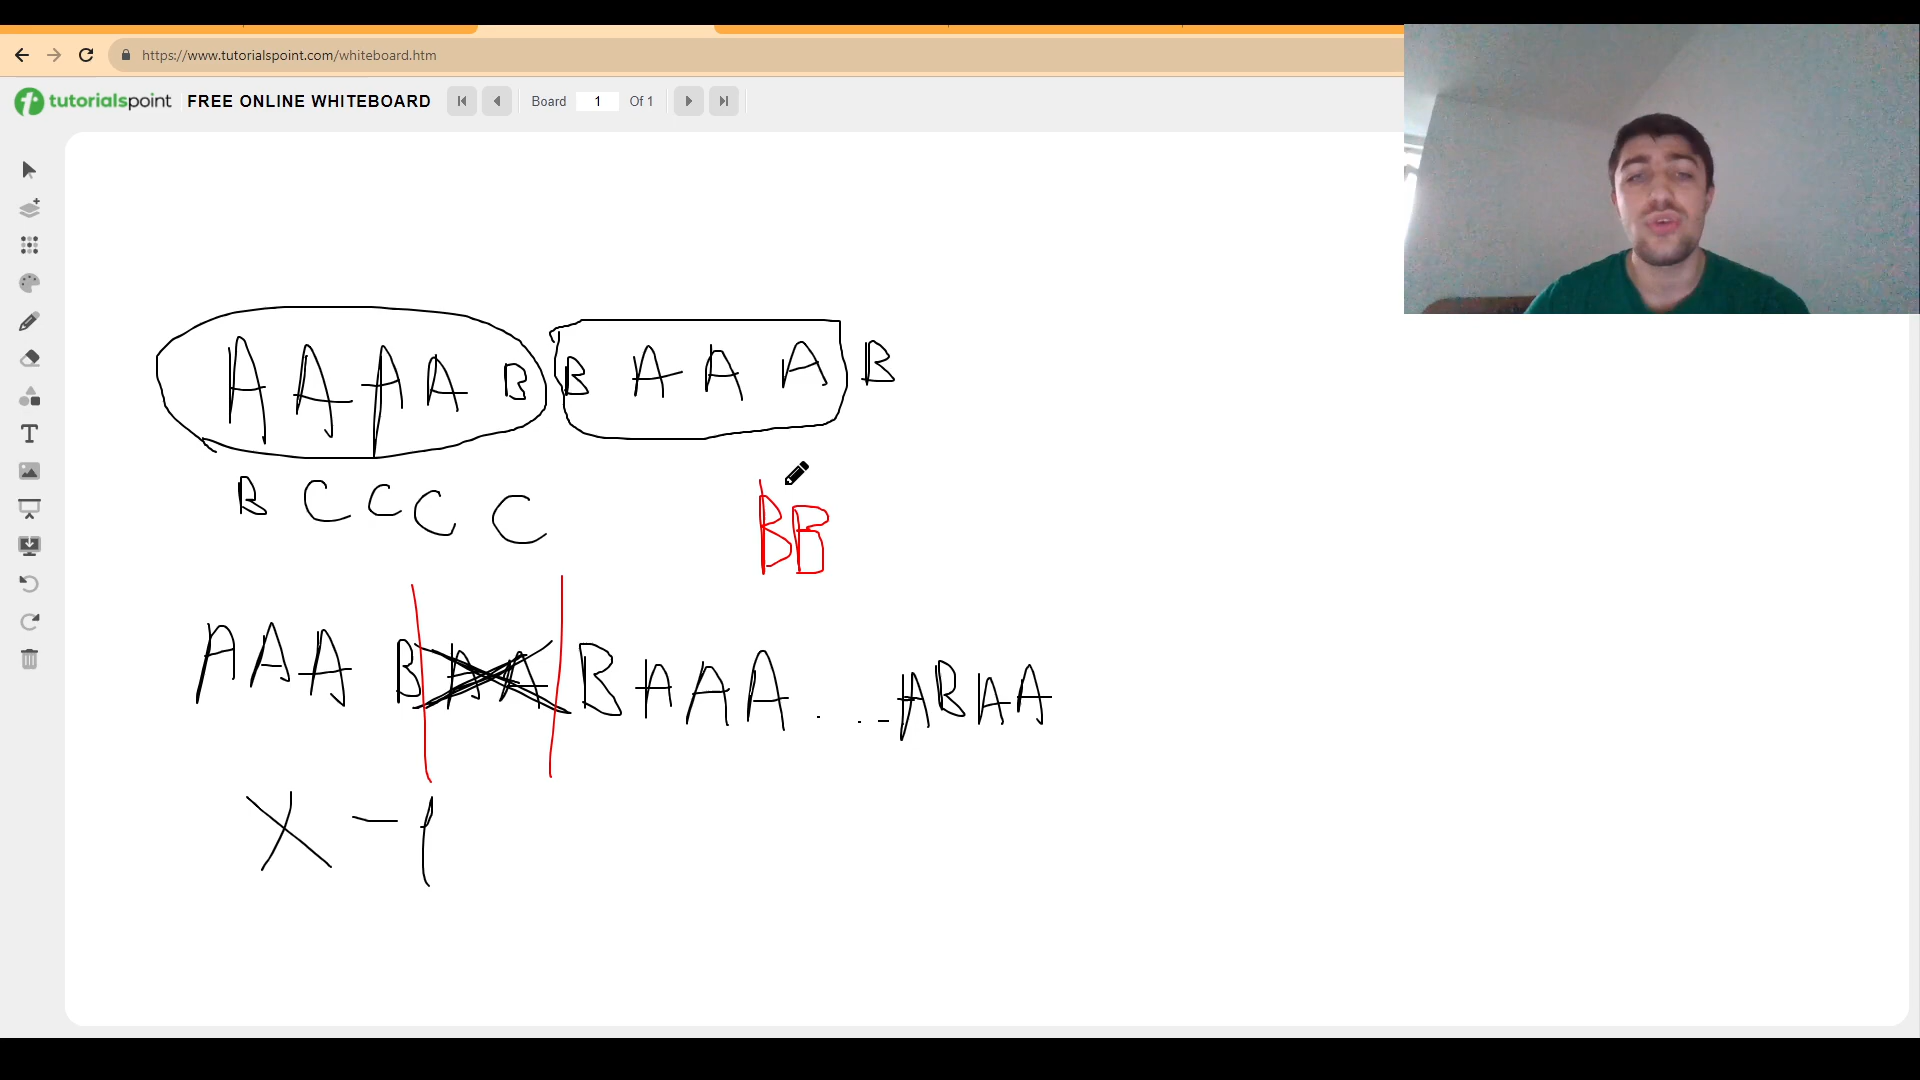 https://www.tutorialspoint.com/whiteboard.htm
tutorialspoint FREE ONLINE WHITEBOARD Board 1 Of 1
A A A A B B A A A B
B C C C C
BB
A A A B A A B A A A . . . A B A A
X - 1